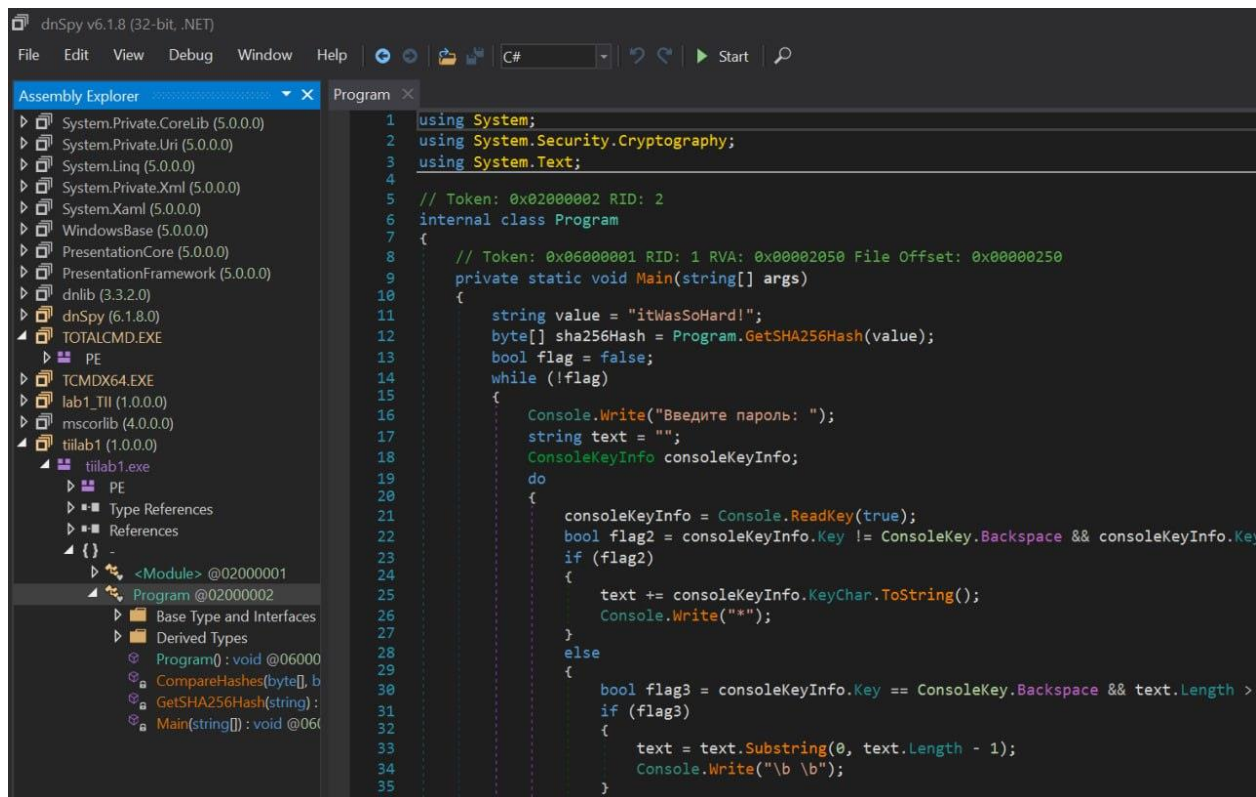 dnSpy v6.1.8 (32-bit, .NET)
File Edit View Debug Window Help C# Start
Assembly Explorer
Program
System.Private.CoreLib (5.0.0.0)
System.Private.Uri (5.0.0.0)
System.Linq (5.0.0.0)
System.Private.Xml (5.0.0.0)
System.Xaml (5.0.0.0)
WindowsBase (5.0.0.0)
PresentationCore (5.0.0.0)
PresentationFramework (5.0.0.0)
dnlib (3.3.2.0)
dnSpy (6.1.8.0)
TOTALCMD.EXE
PE
TCMDX64.EXE
lab1_TII (1.0.0.0)
mscorlib (4.0.0.0)
tiilab1 (1.0.0.0)
tiilab1.exe
PE
Type References
References
{ } -
<Module> @02000001
Program @02000002
Base Type and Interfaces
Derived Types
Program() : void @06000
CompareHashes(byte[], b
GetSHA256Hash(string) :
Main(string[]) : void @060
1 using System;
2 using System.Security.Cryptography;
3 using System.Text;
4
5 // Token: 0x02000002 RID: 2
6 internal class Program
7 {
8 // Token: 0x06000001 RID: 1 RVA: 0x00002050 File Offset: 0x00000250
9 private static void Main(string[] args)
10 {
11 string value = "itWasSoHard!";
12 byte[] sha256Hash = Program.GetSHA256Hash(value);
13 bool flag = false;
14 while (!flag)
15 {
16 Console.Write("Введите пароль: ");
17 string text = "";
18 ConsoleKeyInfo consoleKeyInfo;
19 do
20 {
21 consoleKeyInfo = Console.ReadKey(true);
22 bool flag2 = consoleKeyInfo.Key != ConsoleKey.Backspace && consoleKeyInfo.Key
23 if (flag2)
24 {
25 text += consoleKeyInfo.KeyChar.ToString();
26 Console.Write("*");
27 }
28 else
29 {
30 bool flag3 = consoleKeyInfo.Key == ConsoleKey.Backspace && text.Length >
31 if (flag3)
32 {
33 text = text.Substring(0, text.Length - 1);
34 Console.Write("\b \b");
35 }